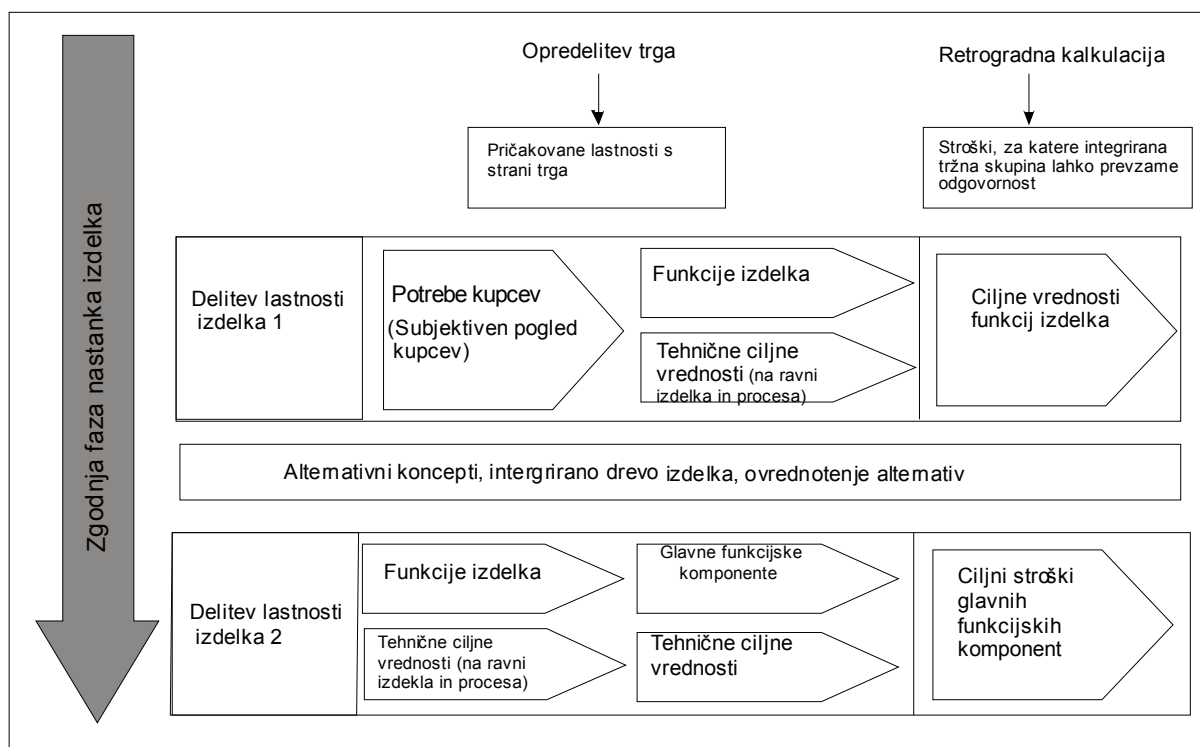 Zgodnja faza nastanka izdelka
Opredelitev trga
Retrogradna kalkulacija
Pričakovane lastnosti s
strani trga
Stroški, za katere integrirana
tržna skupina lahko prevzame
odgovornost
Delitev lastnosti
izdelka 1
Potrebe kupcev
(Subjektiven pogled
kupcev)
Funkcije izdelka
Tehnične ciljne
vrednosti (na ravni
izdelka in procesa)
Ciljne vrednosti
funkcij izdelka
Alternativni koncepti, intergrirano drevo izdelka, ovrednotenje alternativ
Delitev lastnosti
izdelka 2
Funkcije izdelka
Glavne funkcijske
komponente
Tehnične ciljne
vrednosti (na ravni
izdekla in procesa)
Tehnične ciljne
vrednosti
Ciljni stroški
glavnih
funkcijskih
komponent